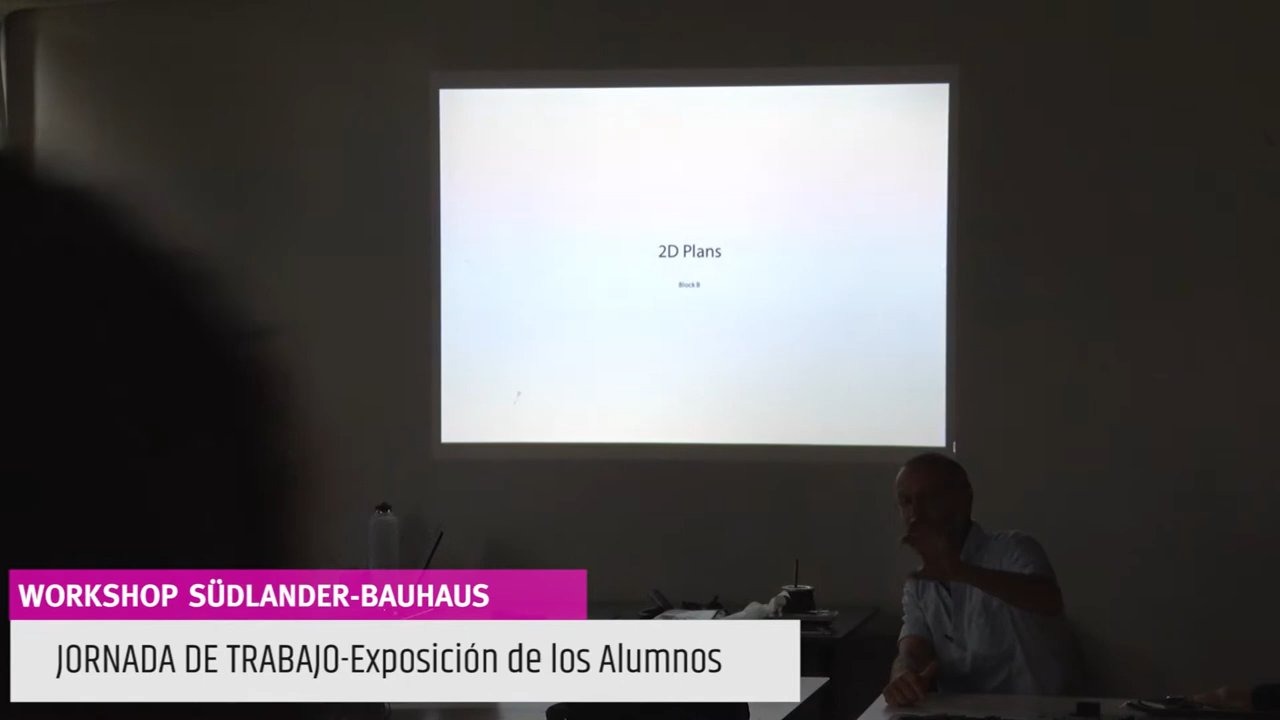 2D Plans
Block B
WORKSHOP SÜDLANDER-BAUHAUS
JORNADA DE TRABAJO-Exposición de los Alumnos